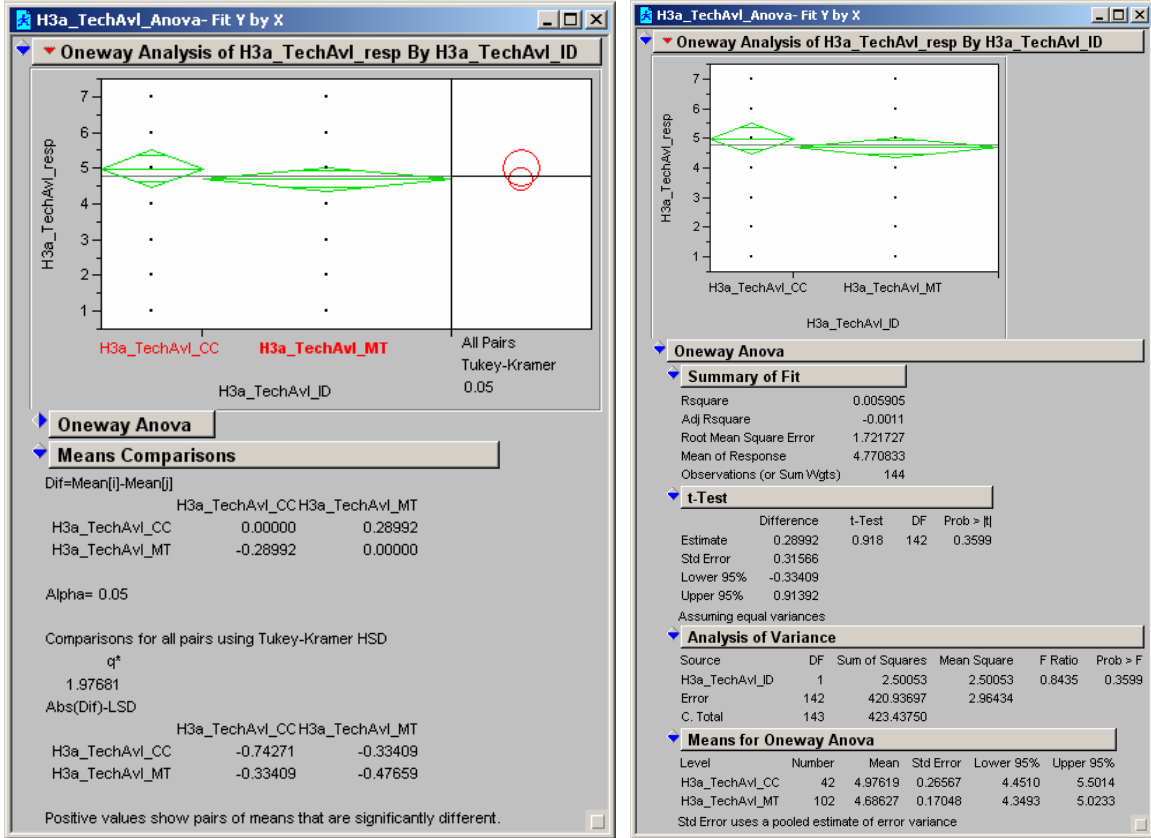 H3a_TechAvl_Anova- Fit Y by X
Oneway Analysis of H3a_TechAvl_resp By H3a_TechAvl_ID
H3a_TechAvl_resp
7
6
5
4
3
2
1
H3a_TechAvl_CC H3a_TechAvl_MT
All Pairs
Tukey-Kramer
0.05
H3a_TechAvl_ID
Oneway Anova
Means Comparisons
Dif=Mean[i]-Mean[j]
H3a_TechAvl_CC H3a_TechAvl_MT
H3a_TechAvl_CC 0.00000 0.28992
H3a_TechAvl_MT -0.28992 0.00000
Alpha= 0.05
Comparisons for all pairs using Tukey-Kramer HSD
q*
1.97681
Abs(Dif)-LSD
H3a_TechAvl_CC H3a_TechAvl_MT
H3a_TechAvl_CC -0.74271 -0.33409
H3a_TechAvl_MT -0.33409 -0.47659
Positive values show pairs of means that are significantly different.
H3a_TechAvl_Anova- Fit Y by X
Oneway Analysis of H3a_TechAvl_resp By H3a_TechAvl_ID
H3a_TechAvl_resp
7
6
5
4
3
2
1
H3a_TechAvl_CC H3a_TechAvl_MT
H3a_TechAvl_ID
Oneway Anova
Summary of Fit
Rsquare 0.005905
Adj Rsquare -0.0011
Root Mean Square Error 1.721727
Mean of Response 4.770833
Observations (or Sum Wgts) 144
t-Test
Difference t-Test DF Prob > |t|
Estimate 0.28992 0.918 142 0.3599
Std Error 0.31566
Lower 95% -0.33409
Upper 95% 0.91392
Assuming equal variances
Analysis of Variance
Source DF Sum of Squares Mean Square F Ratio Prob > F
H3a_TechAvl_ID 1 2.50053 2.50053 0.8435 0.3599
Error 142 420.93697 2.96434
C. Total 143 423.43750
Means for Oneway Anova
Level Number Mean Std Error Lower 95% Upper 95%
H3a_TechAvl_CC 42 4.97619 0.26567 4.4510 5.5014
H3a_TechAvl_MT 102 4.68627 0.17048 4.3493 5.0233
Std Error uses a pooled estimate of error variance